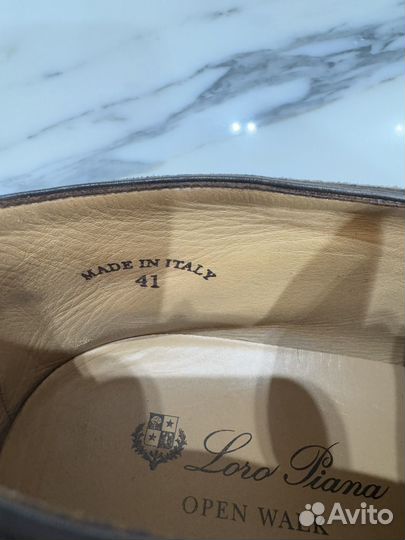 MADE IN ITALY
41
Loro Piana
OPEN WALK
Avito